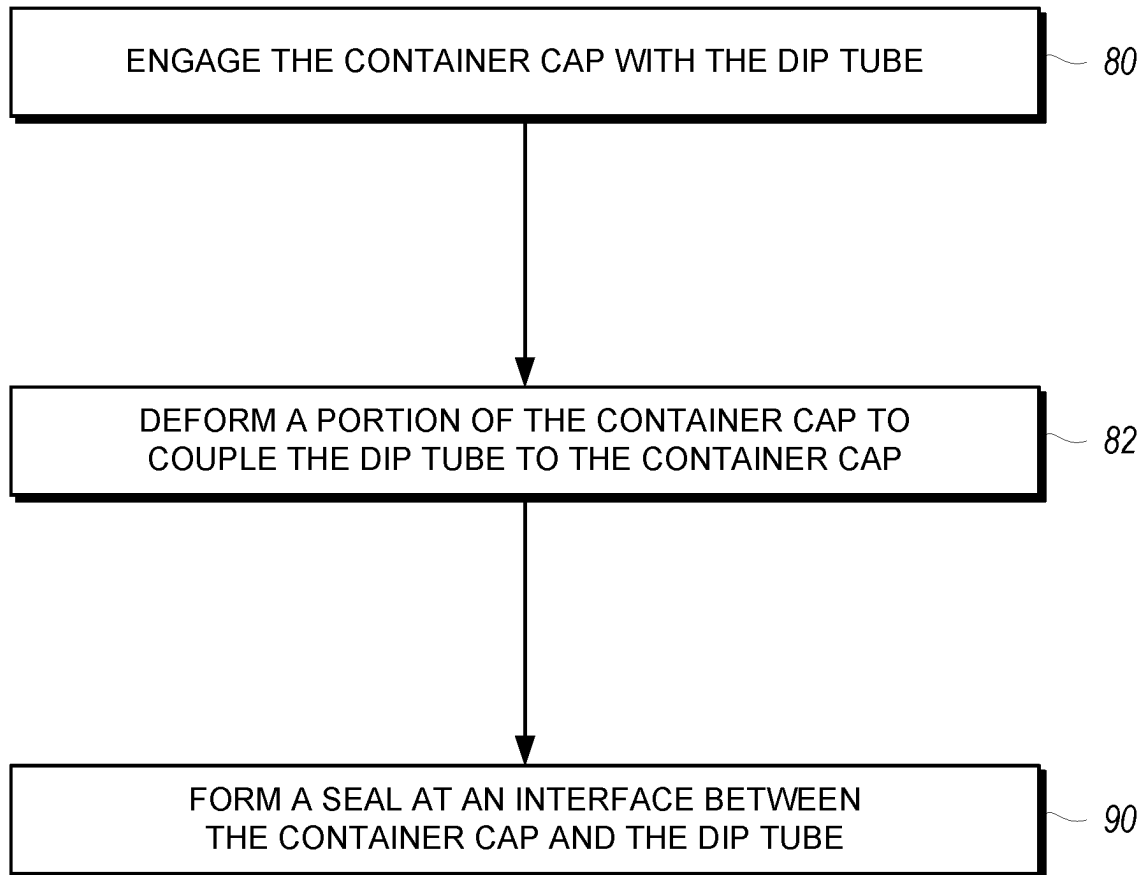 ENGAGE THE CONTAINER CAP WITH THE DIP TUBE
80
DEFORM A PORTION OF THE CONTAINER CAP TO
COUPLE THE DIP TUBE TO THE CONTAINER CAP
82
FORM A SEAL AT AN INTERFACE BETWEEN
THE CONTAINER CAP AND THE DIP TUBE
90